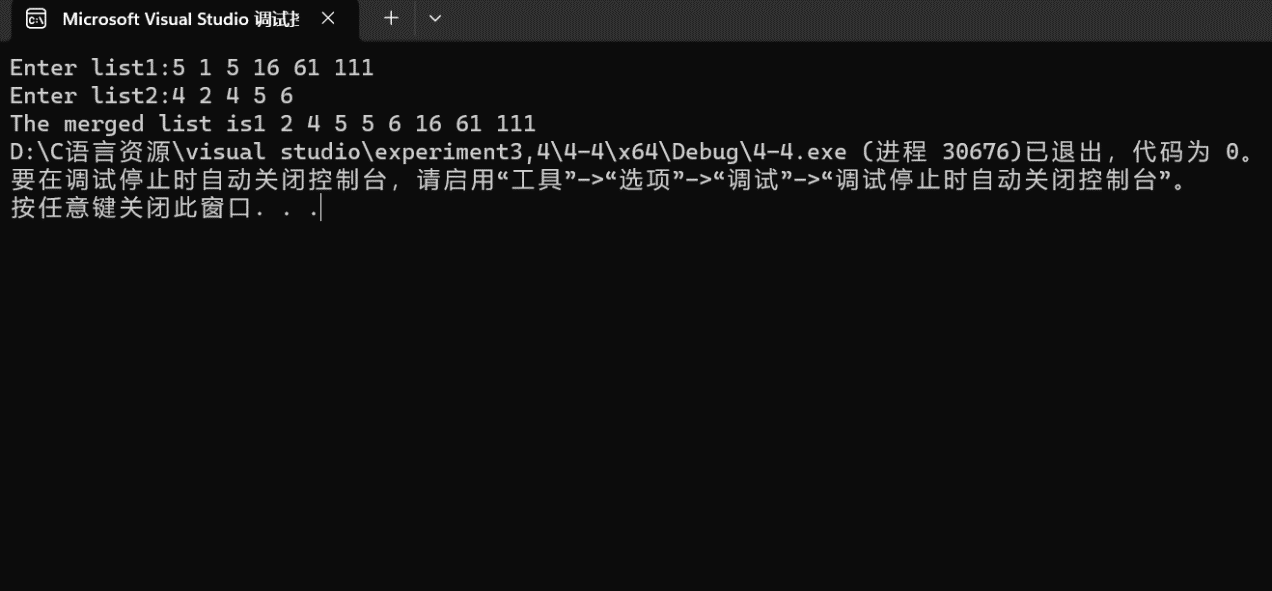 Microsoft Visual Studio 调试
Enter list1:5 1 5 16 61 111
Enter list2:4 2 4 5 6
The merged list is1 2 4 5 5 6 16 61 111
D:\C语言资源\visual studio\experiment3,4\4-4\x64\Debug\4-4.exe (进程 30676)已退出，代码为 0。
要在调试停止时自动关闭控制台，请启用“工具”->“选项”->“调试”->“调试停止时自动关闭控制台”。
按任意键关闭此窗口. . .